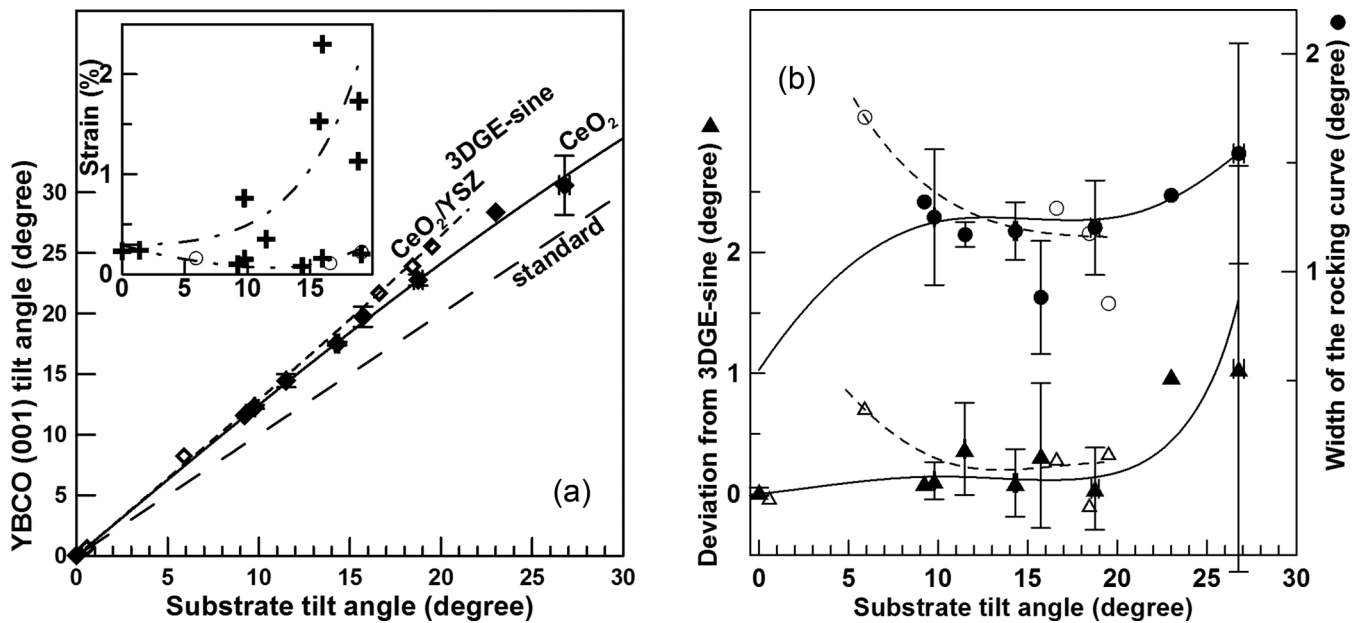 YBCO (001) tilt angle (degree)
30
25
20
15
10
5
0
Strain (%)
2
1
0
0 5 10 15
3DGE-sine
CeO2
CeO2/YSZ
standard
(a)
0 5 10 15 20 25 30
Substrate tilt angle (degree)
Deviation from 3DGE-sine (degree) ▲
2
1
0
(b)
Width of the rocking curve (degree) ●
2
1
0 5 10 15 20 25 30
Substrate tilt angle (degree)